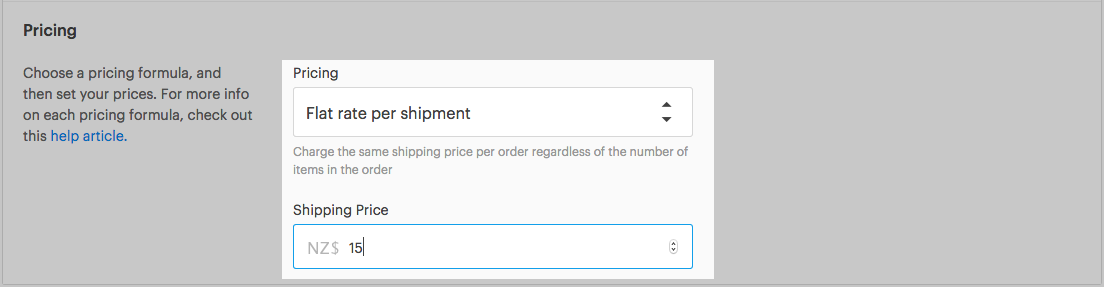 Pricing
Choose a pricing formula, and
then set your prices. For more info
on each pricing formula, check out
this help article.
Pricing
Flat rate per shipment
Charge the same shipping price per order regardless of the number of
items in the order
Shipping Price
NZ$ 15